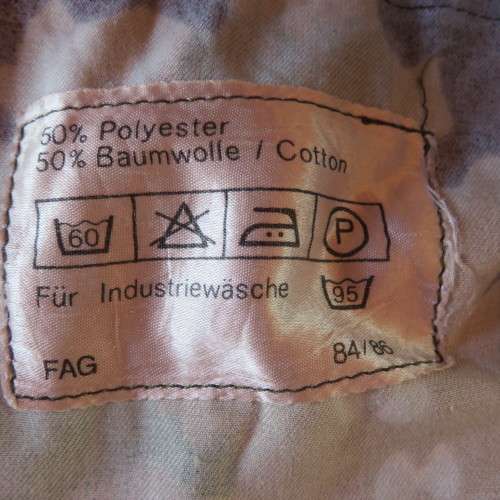 50% Polyester
50% Baumwolle / Cotton
60 P
Für Industriewäsche 95
FAG 84/86